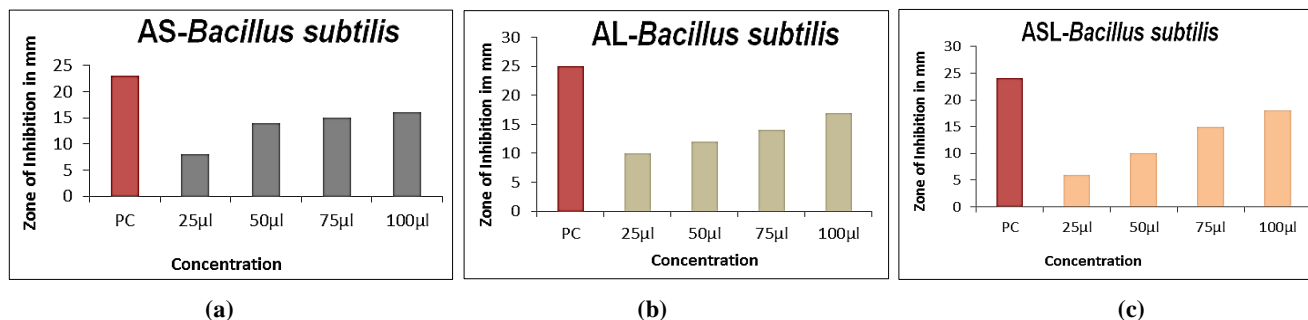 AS-Bacillus subtilis
Zone of Inhibition in mm
25
20
15
10
5
0
PC 25µl 50µl 75µl 100µl
Concentration
(a)
AL-Bacillus subtilis
Zone of Inhibition im mm
30
25
20
15
10
5
0
PC 25µl 50µl 75µl 100µl
Concentration
(b)
ASL-Bacillus subtilis
Zone of Inhibition in mm
30
25
20
15
10
5
0
PC 25µl 50µl 75µl 100µl
Concentration
(c)